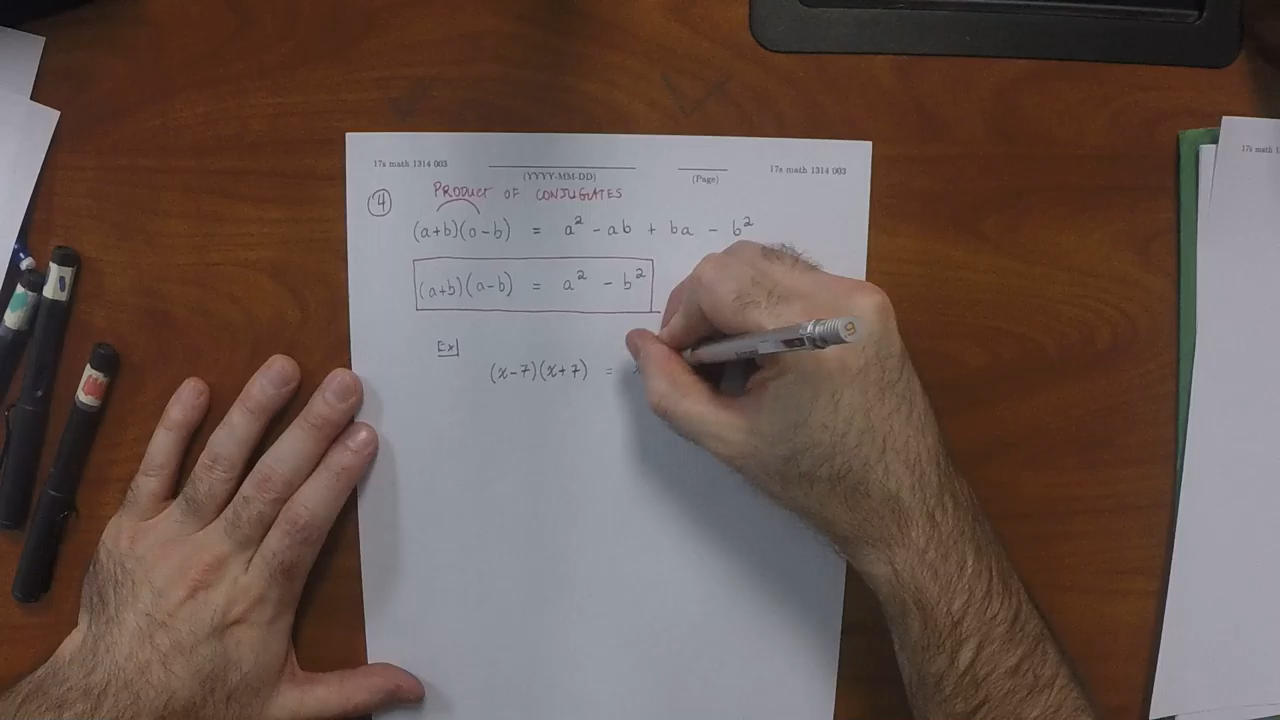 17s math 1314 003 (YYYY-MM-DD) (Page) 17s math 1314 003
4 PRODUCT OF CONJUGATES
(a+b)(a-b) = a² - ab + ba - b²
(a+b)(a-b) = a² - b²
Ex
(x-7)(x+7) = x